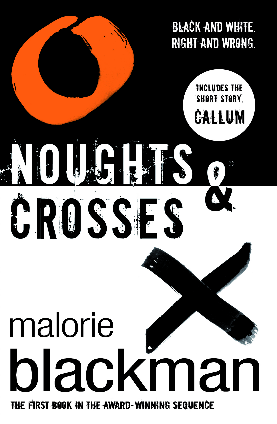 BLACK AND WHITE.
RIGHT AND WRONG.
INCLUDES THE
SHORT STORY,
CALLUM
NOUGHTS &
CROSSES
malorie
blackman
THE FIRST BOOK IN THE AWARD-WINNING SEQUENCE